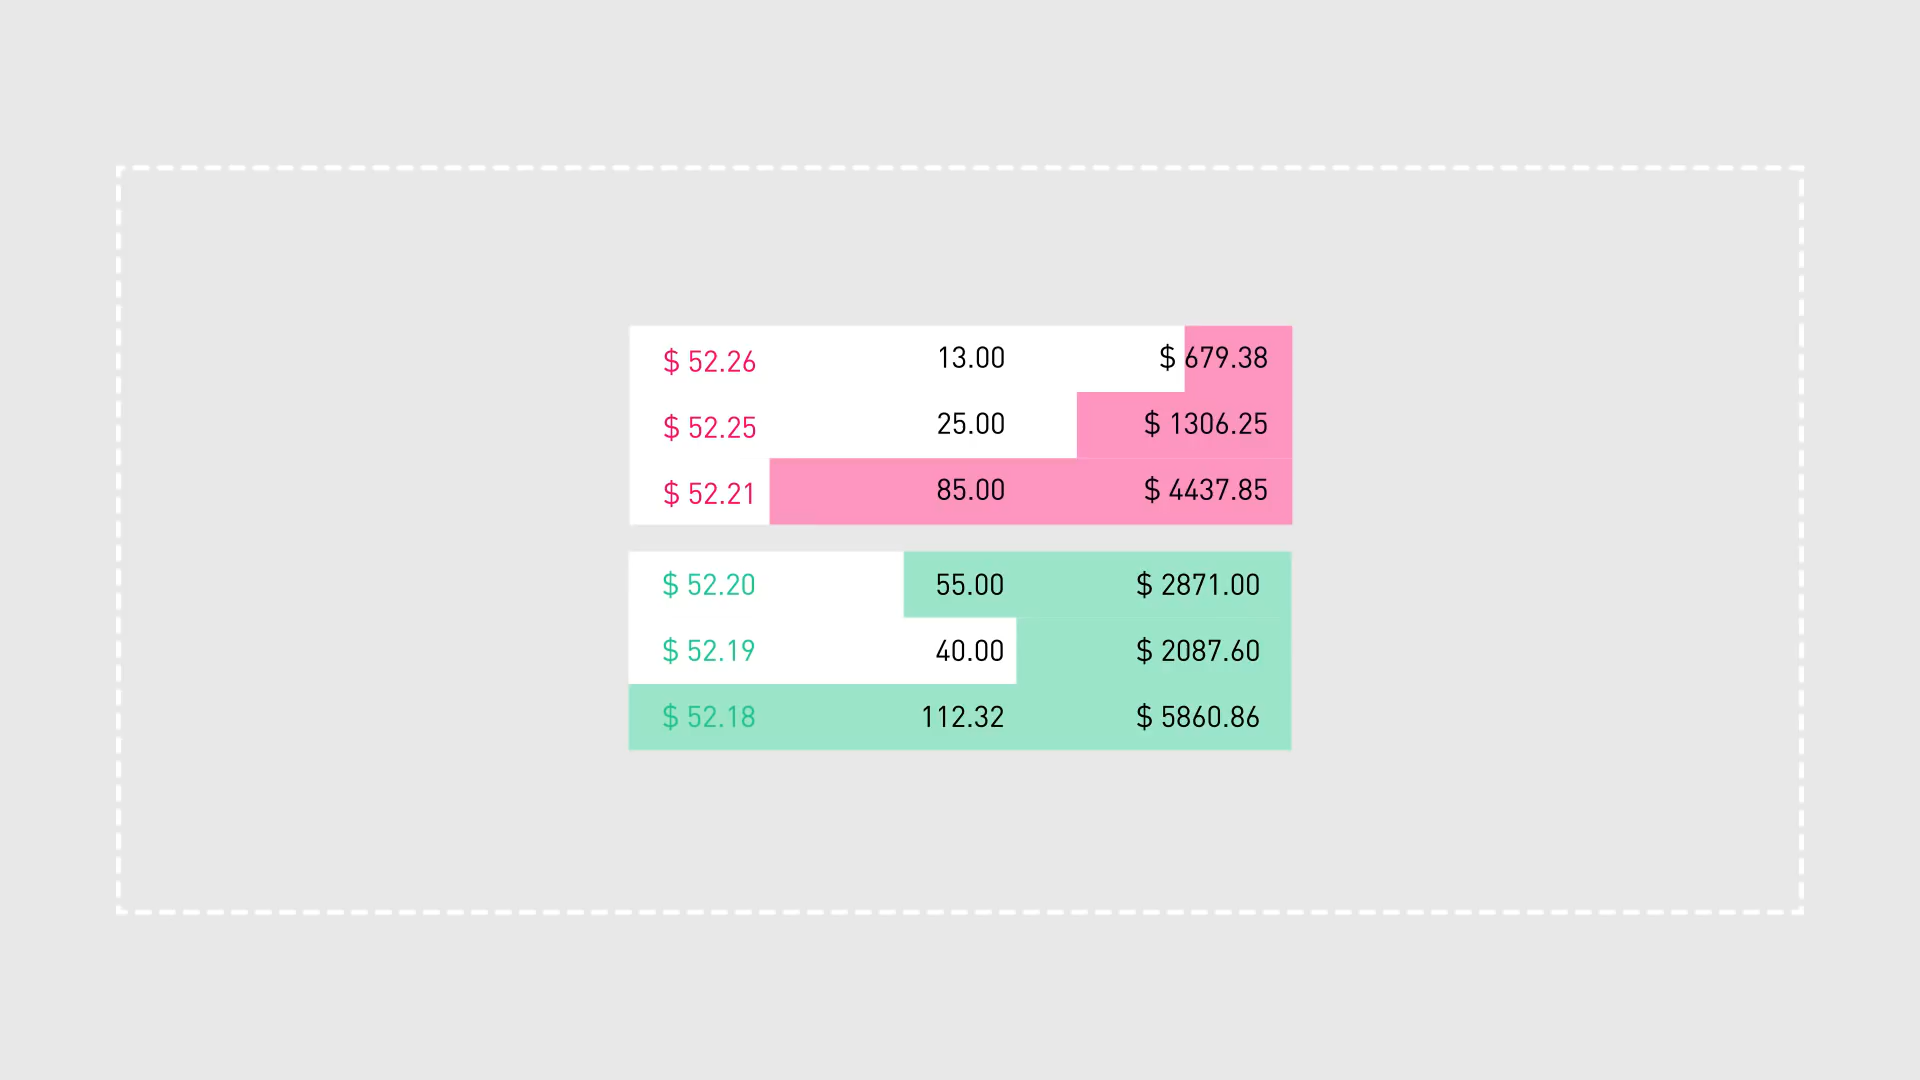 $ 52.26 13.00 $ 679.38
$ 52.25 25.00 $ 1306.25
$ 52.21 85.00 $ 4437.85
$ 52.20 55.00 $ 2871.00
$ 52.19 40.00 $ 2087.60
$ 52.18 112.32 $ 5860.86